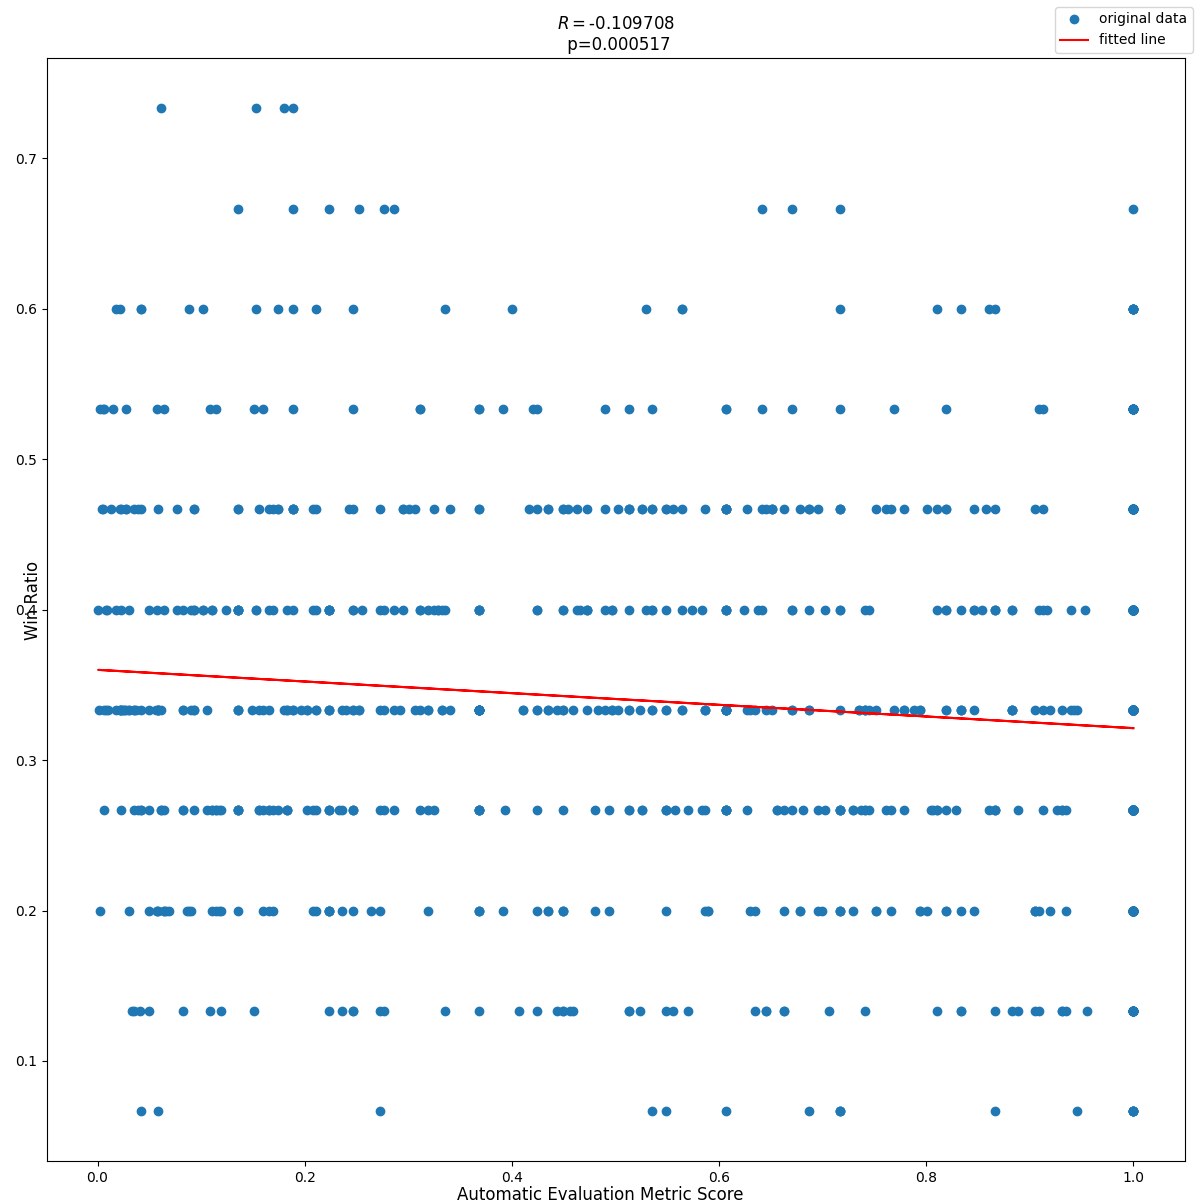 R = -0.109708
p=0.000517
original data
fitted line
0.7
0.6
0.5
0.4
0.3
0.2
0.1
Win Ratio
0.0 0.2 0.4 0.6 0.8 1.0
Automatic Evaluation Metric Score